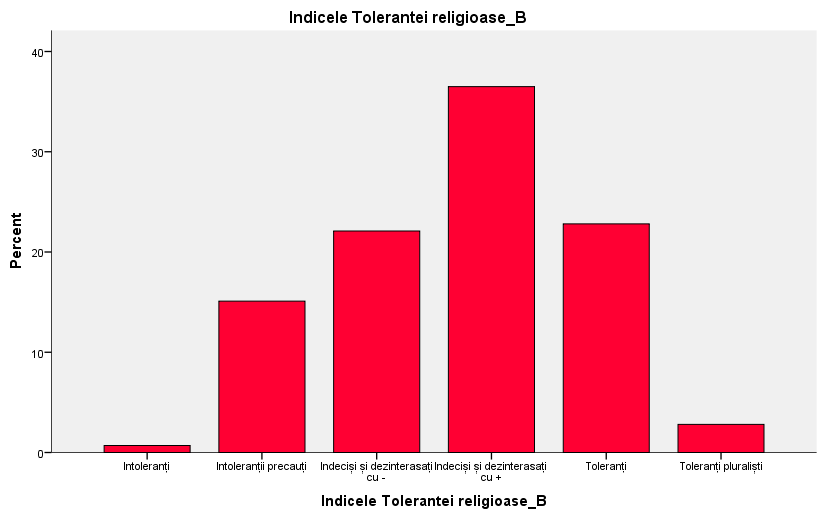 Indicele Tolerantei religioase_B
Percent
40
30
20
10
0
Intoleranți
Intoleranții precauți
Indeciși și dezinterasați cu -
Indeciși și dezinterasați cu +
Toleranți
Toleranți pluraliști
Indicele Tolerantei religioase_B